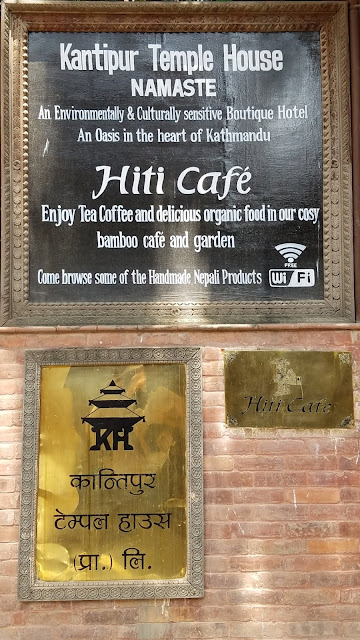 Kantipur Temple House
NAMASTE
An Environmentally & Culturally sensitive Boutique Hotel
An Oasis in the heart of Kathmandu
Hiti Café
Enjoy Tea Coffee and delicious organic food in our cosy
bamboo café and garden
Come browse some of the Handmade Nepali Products
FREE
Wi Fi
Hiti Cafe
KH
कान्तिपुर
टेम्पल हाउस
(प्रा.) लि.